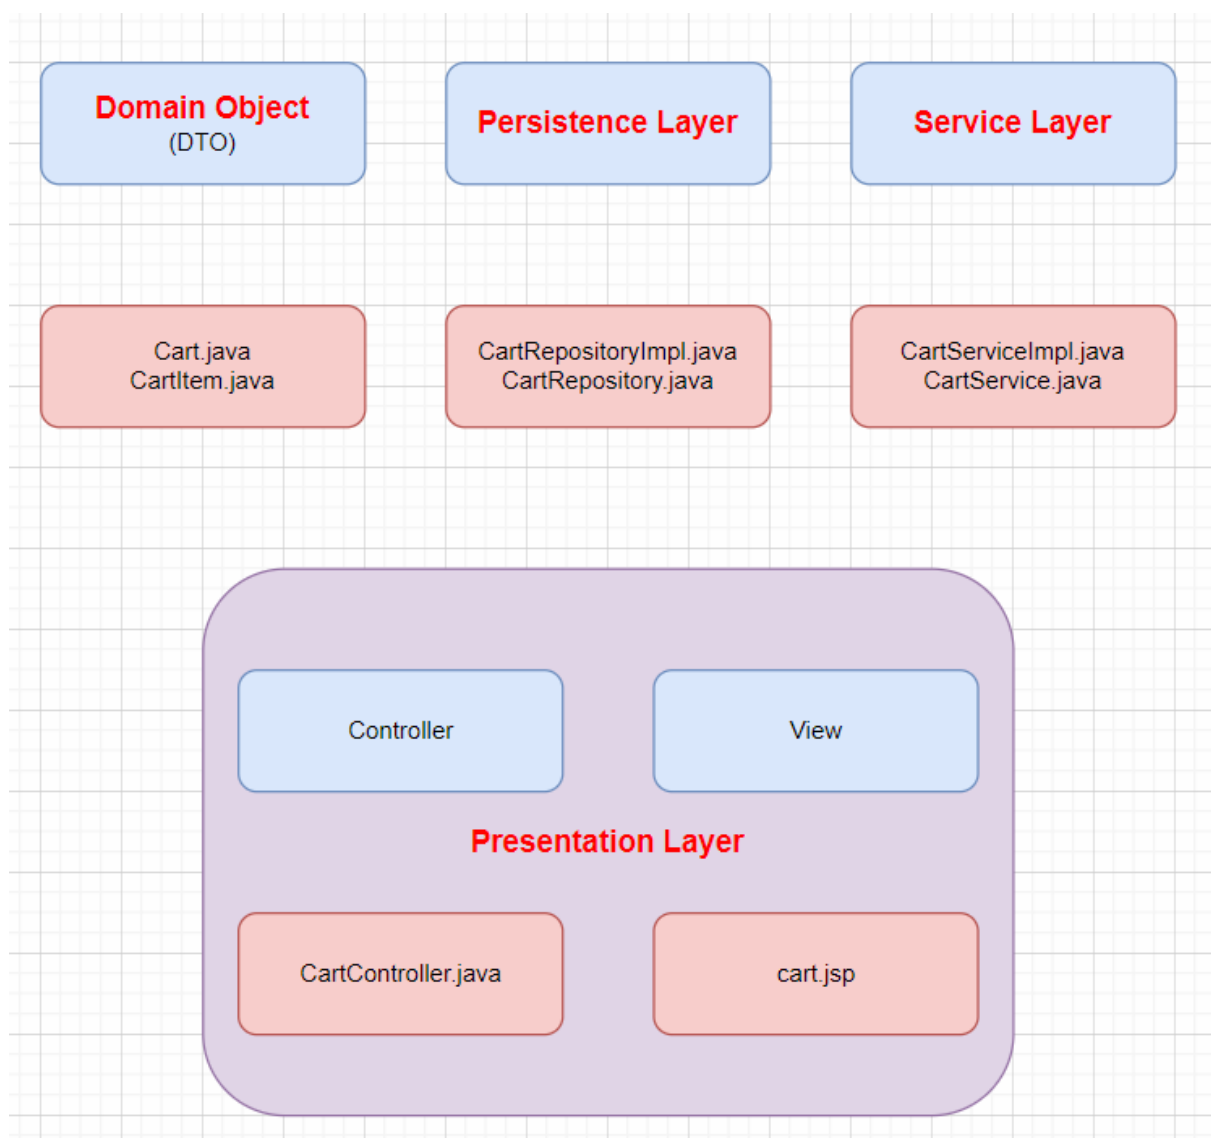 Domain Object
(DTO)
Persistence Layer
Service Layer
Cart.java
CartItem.java
CartRepositoryImpl.java
CartRepository.java
CartServiceImpl.java
CartService.java
Controller
View
Presentation Layer
CartController.java
cart.jsp